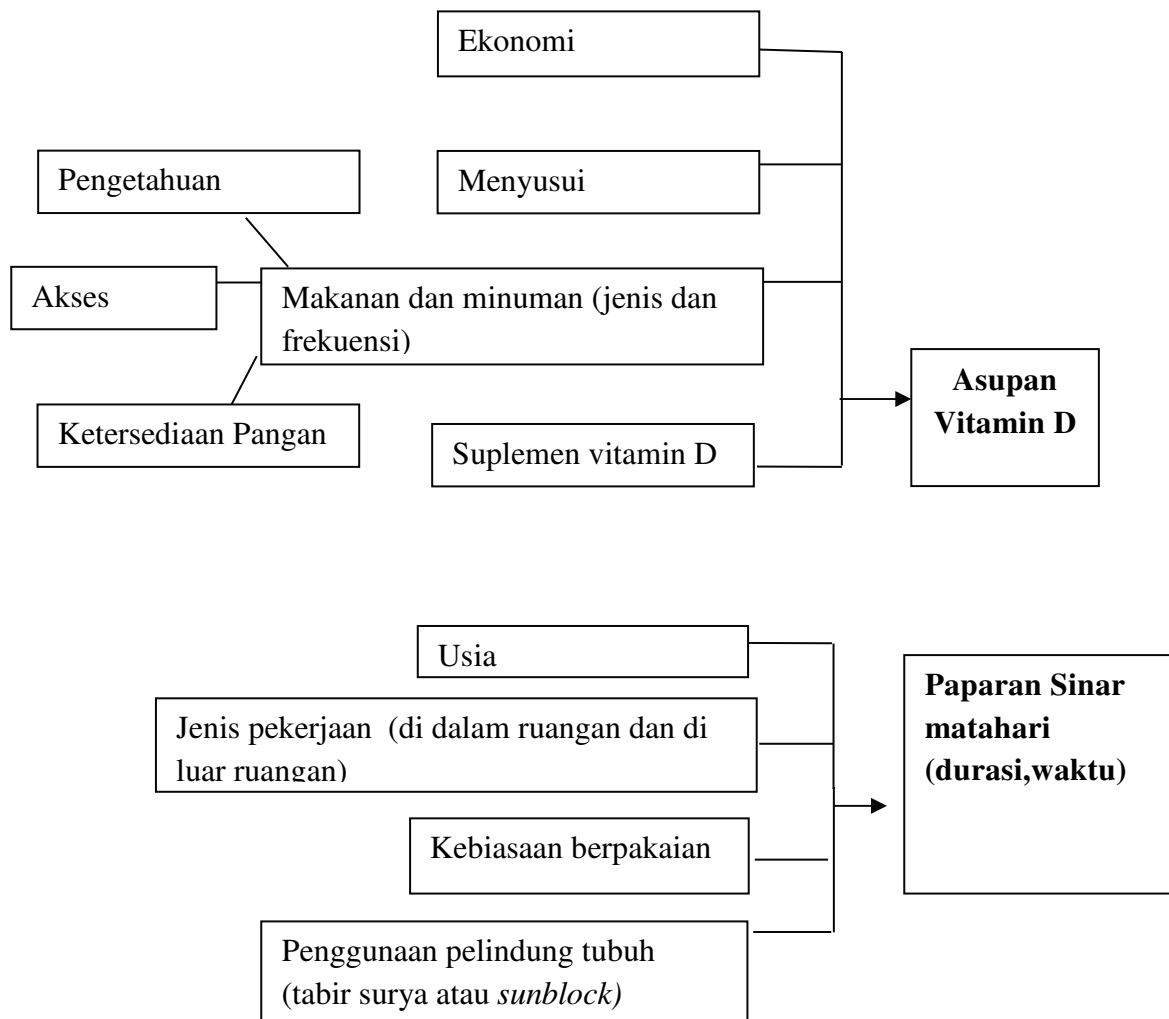 Ekonomi
Menyusui
Pengetahuan
Akses
Makanan dan minuman (jenis dan
frekuensi)
Ketersediaan Pangan
Suplemen vitamin D
Asupan
Vitamin D
Usia
Jenis pekerjaan  (di dalam ruangan dan di
luar ruangan)
Kebiasaan berpakaian
Penggunaan pelindung tubuh
(tabir surya atau sunblock)
Paparan Sinar
matahari
(durasi,waktu)